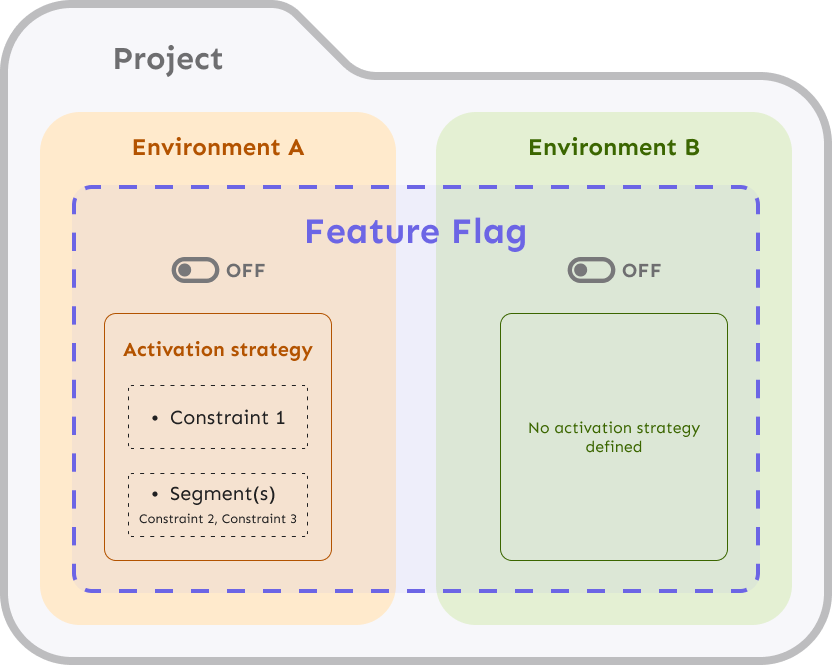 Project
Environment A
Environment B
Feature Flag
OFF
OFF
Activation strategy
• Constraint 1
• Segment(s)
Constraint 2, Constraint 3
No activation strategy
defined